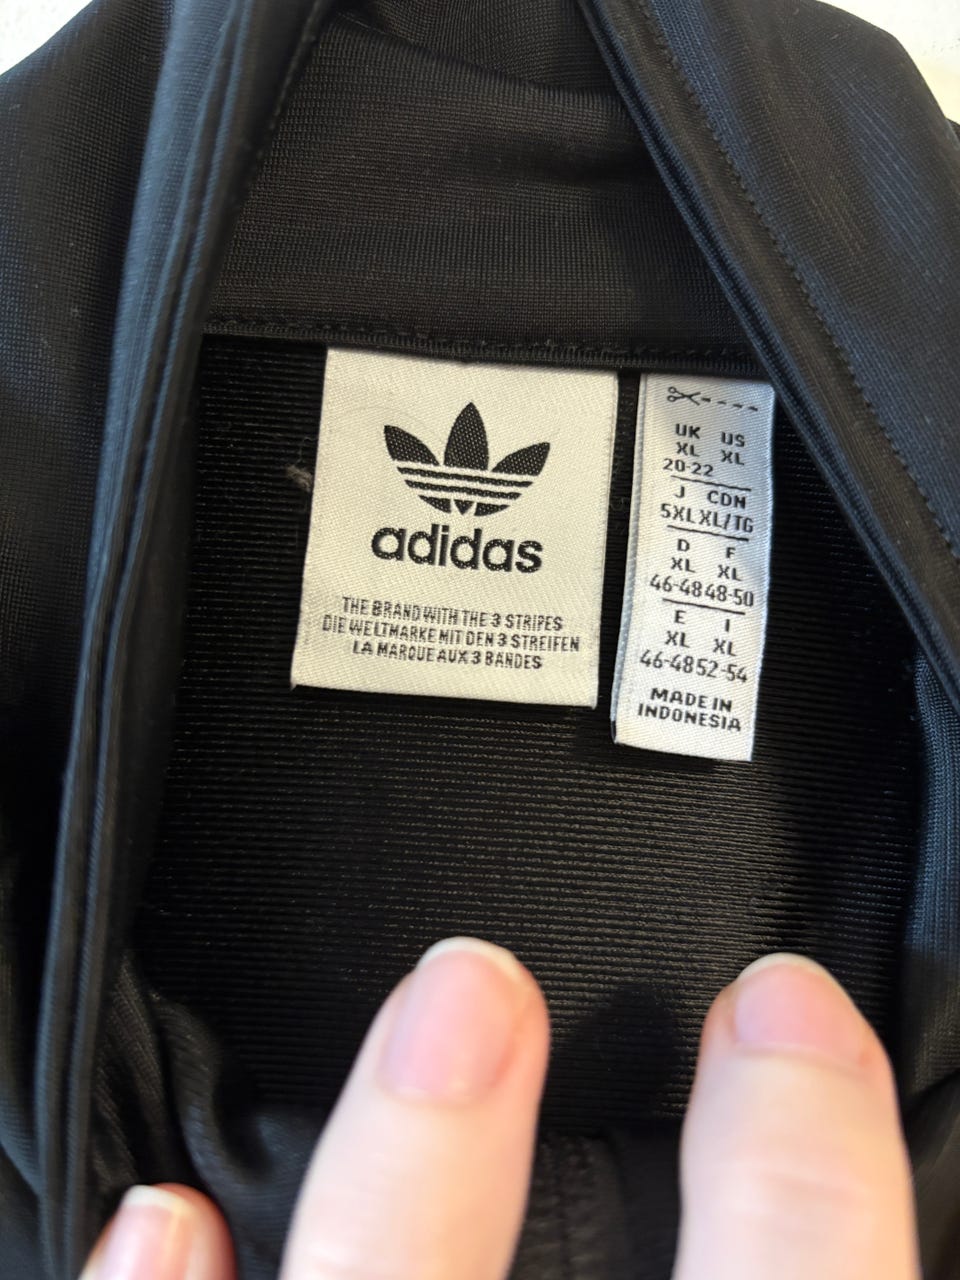 adidas
THE BRAND WITH THE 3 STRIPES
DIE WELTMARKE MIT DEN 3 STREIFEN
LA MARQUE AUX 3 BANDES
UK US
XL XL
20-22
J CDN
5XL XL/TG
D F
XL XL
46-48 48-50
E I
XL XL
46-48 52-54
MADE IN
INDONESIA